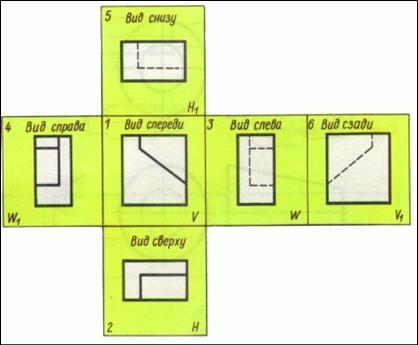 5 Вид снизу
H₁
4 Вид справа
W₁
1 Вид спереди
V
3 Вид слева
W
6 Вид сзади
V₁
Вид сверху
2 H